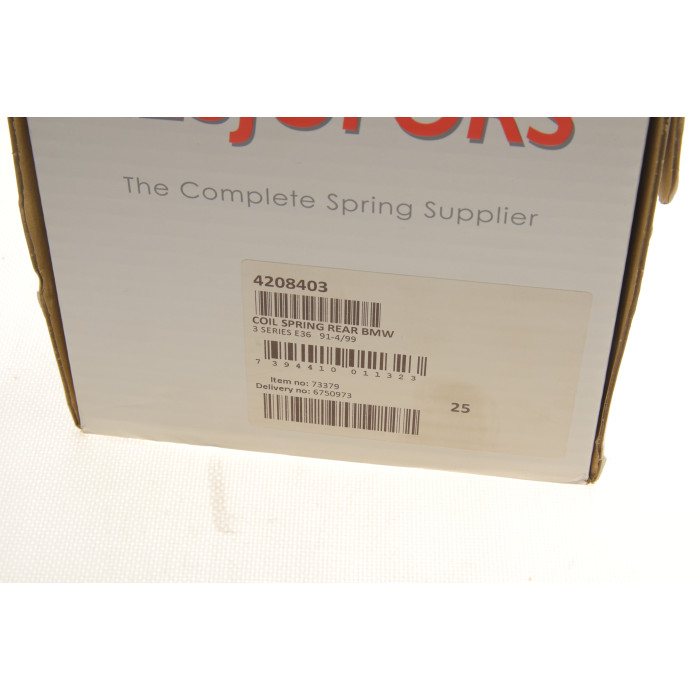 The Complete Spring Supplier
4208403
COIL SPRING REAR BMW
3 SERIES E36 91-4/99
7 394410 011323
Item no: 73379
Delivery no: 6750973
25